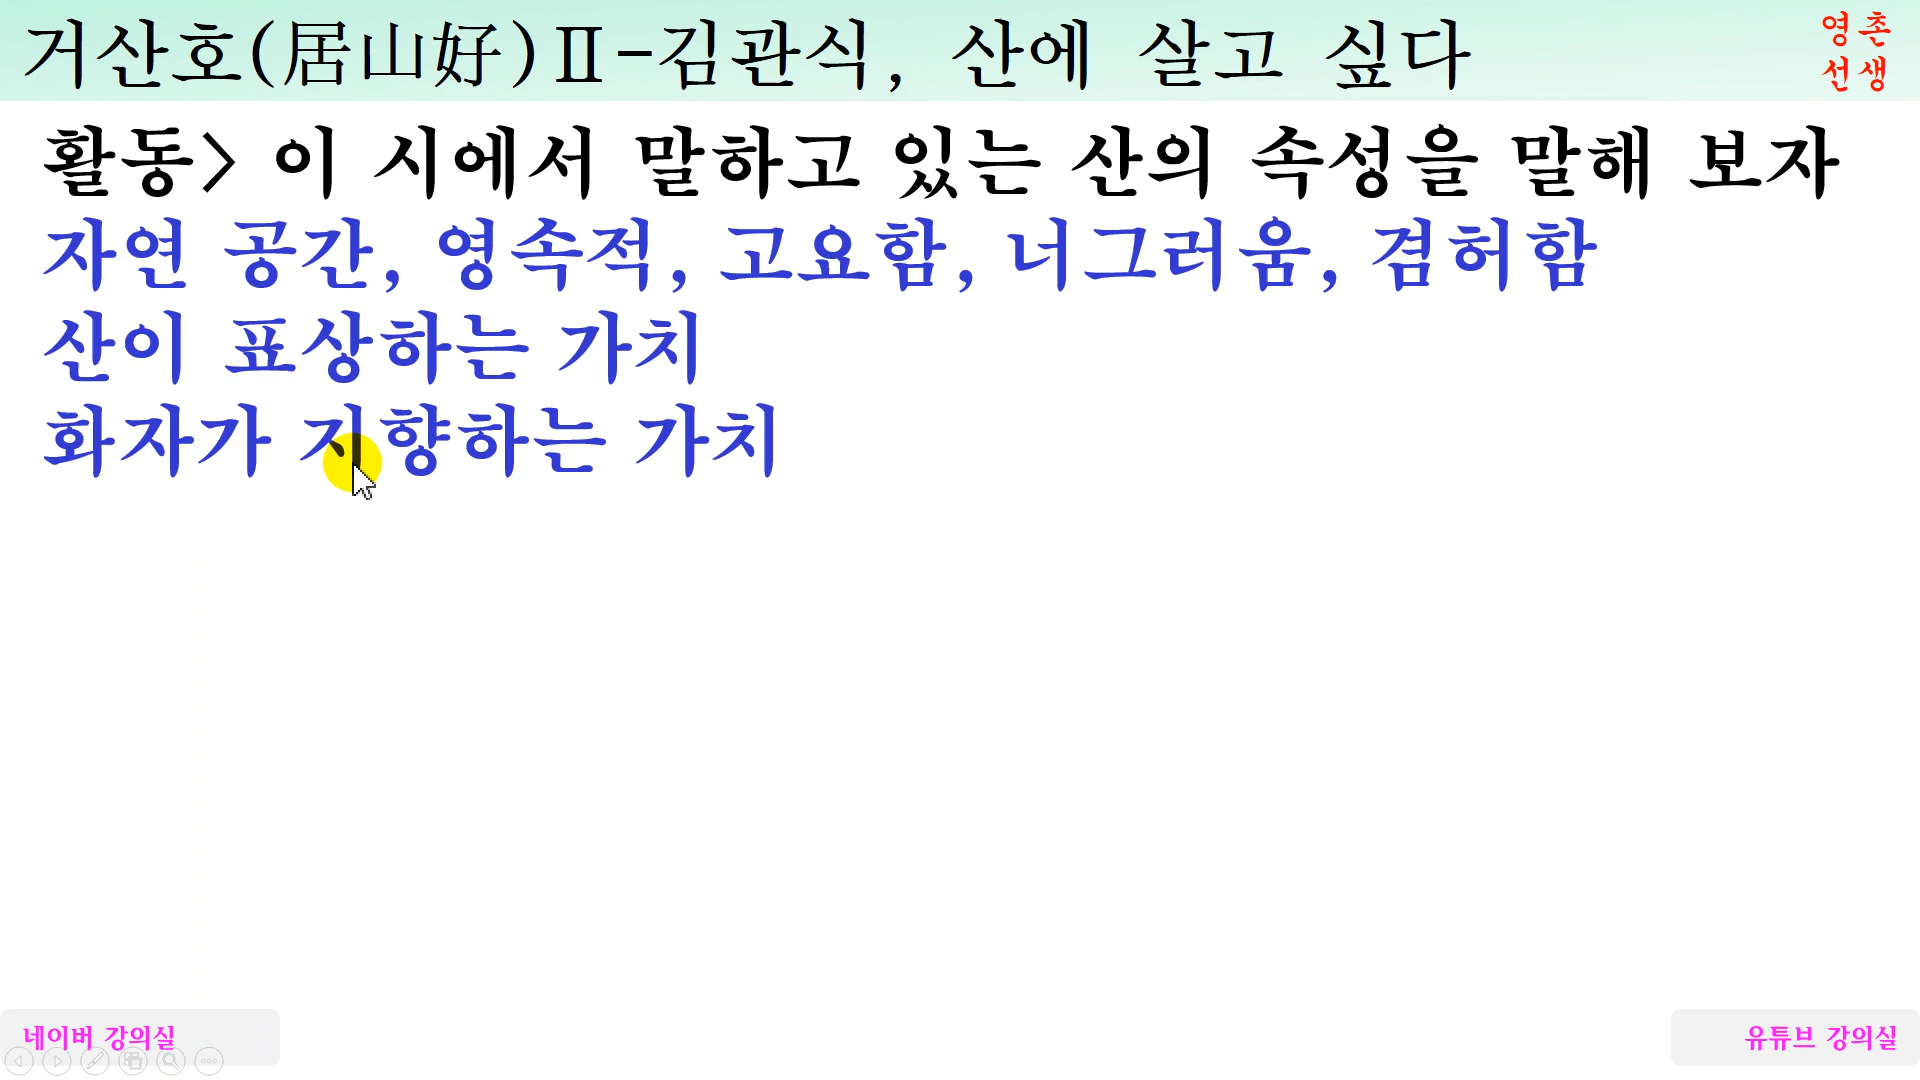 거산호(居山好)Ⅱ-김관식, 산에 살고 싶다
영촌
선생
활동> 이 시에서 말하고 있는 산의 속성을 말해 보자
자연 공간, 영속적, 고요함, 너그러움, 겸허함
산이 표상하는 가치
화자가 지향하는 가치
네이버 강의실
유튜브 강의실